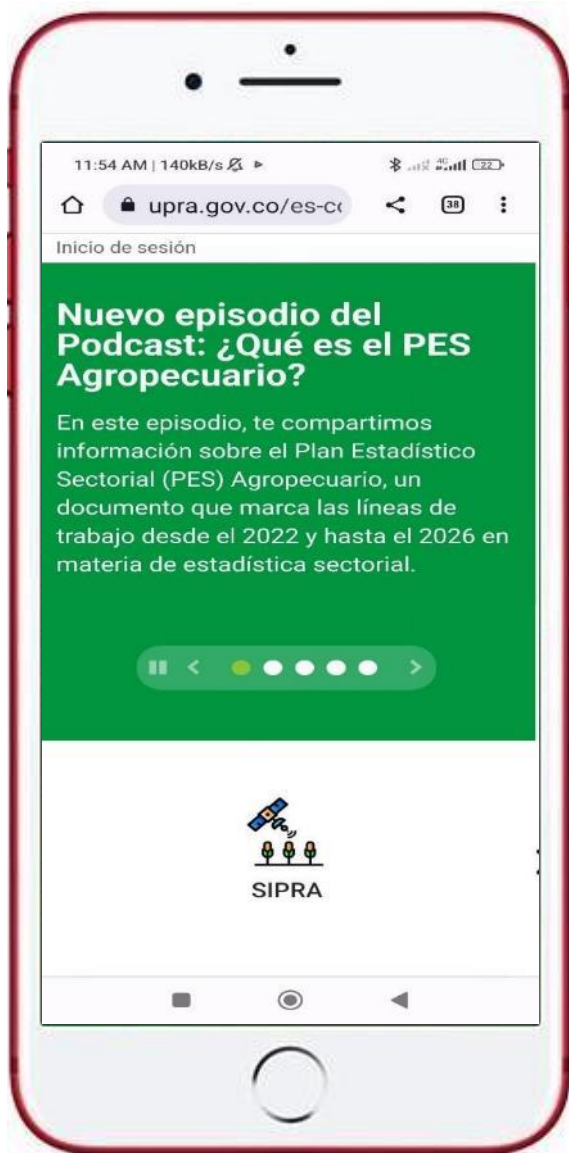 11:54 AM | 140kB/s
4G
22
upra.gov.co/es-co
38
Inicio de sesión
Nuevo episodio del
Podcast: ¿Qué es el PES
Agropecuario?
En este episodio, te compartimos
información sobre el Plan Estadístico
Sectorial (PES) Agropecuario, un
documento que marca las líneas de
trabajo desde el 2022 y hasta el 2026 en
materia de estadística sectorial.
SIPRA